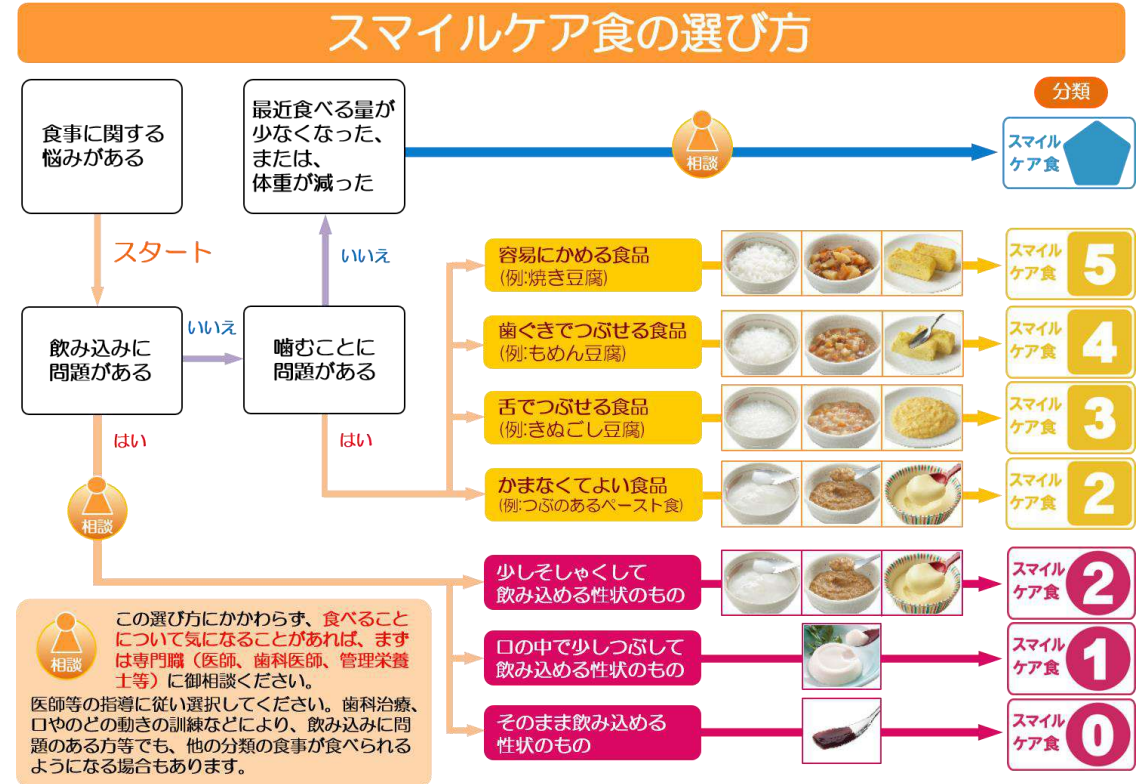 スマイルケア食の選び方
食事に関する
悩みがある
スタート
飲み込みに
問題がある
いいえ
はい
相談
噛むことに
問題がある
いいえ
はい
最近食べる量が
少なくなった、
または、
体重が減った
相談
分類
スマイル
ケア食
容易にかめる食品
(例:焼き豆腐)
スマイル
ケア食
5
歯ぐきでつぶせる食品
(例:もめん豆腐)
スマイル
ケア食
4
舌でつぶせる食品
(例:きぬごし豆腐)
スマイル
ケア食
3
かまなくてよい食品
(例:つぶのあるペースト食)
スマイル
ケア食
2
少しそしゃくして
飲み込める性状のもの
スマイル
ケア食
2
口の中で少しつぶして
飲み込める性状のもの
スマイル
ケア食
1
そのまま飲み込める
性状のもの
スマイル
ケア食
0
相談
この選び方にかかわらず、食べること
について気になることがあれば、まず
は専門職（医師、歯科医師、管理栄養
士等）に御相談ください。
医師等の指導に従い選択してください。歯科治療、
口やのどの動きの訓練などにより、飲み込みに問
題のある方等でも、他の分類の食事が食べられる
ようになる場合もあります。